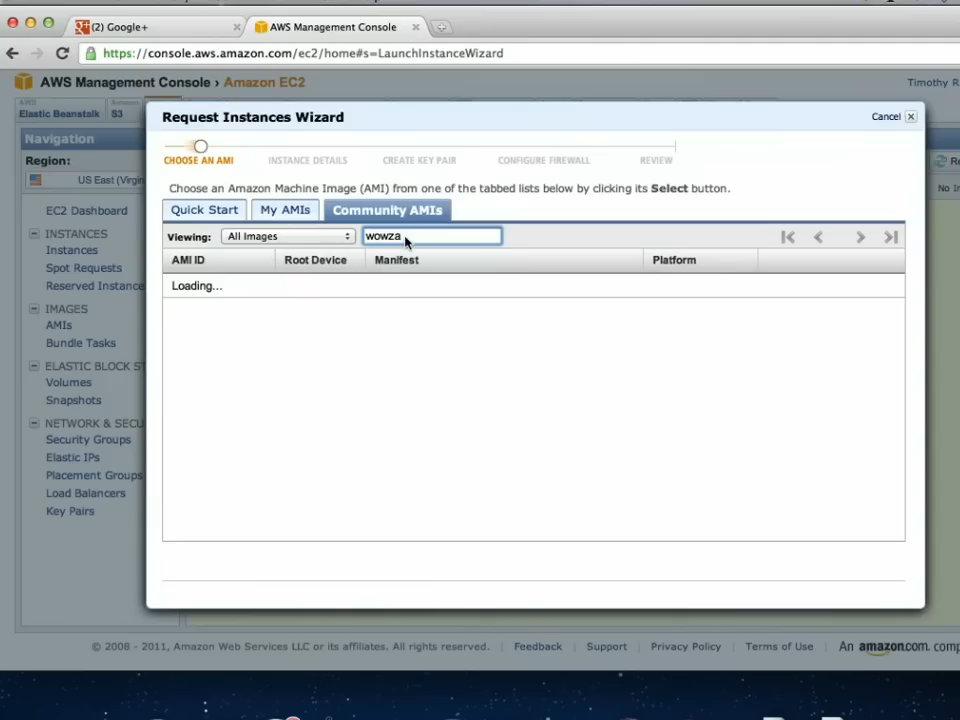 (2) Google+
AWS Management Console
https://console.aws.amazon.com/ec2/home#s=LaunchInstanceWizard
AWS Management Console › Amazon EC2
Timothy R
AWS
Elastic Beanstalk
Amazon
S3
Navigation
Region:
US East (Virgin
EC2 Dashboard
INSTANCES
Instances
Spot Requests
Reserved Instance
IMAGES
AMIs
Bundle Tasks
ELASTIC BLOCK ST
Volumes
Snapshots
NETWORK & SECU
Security Groups
Elastic IPs
Placement Groups
Load Balancers
Key Pairs
Request Instances Wizard
Cancel
CHOOSE AN AMI
INSTANCE DETAILS
CREATE KEY PAIR
CONFIGURE FIREWALL
REVIEW
Choose an Amazon Machine Image (AMI) from one of the tabbed lists below by clicking its Select button.
Quick Start
My AMIs
Community AMIs
Viewing:
All Images
wowza
AMI ID
Root Device
Manifest
Platform
Loading...
Re
No I
© 2008 - 2011, Amazon Web Services LLC or its affiliates. All rights reserved.
Feedback
Support
Privacy Policy
Terms of Use
An amazon.com. comp